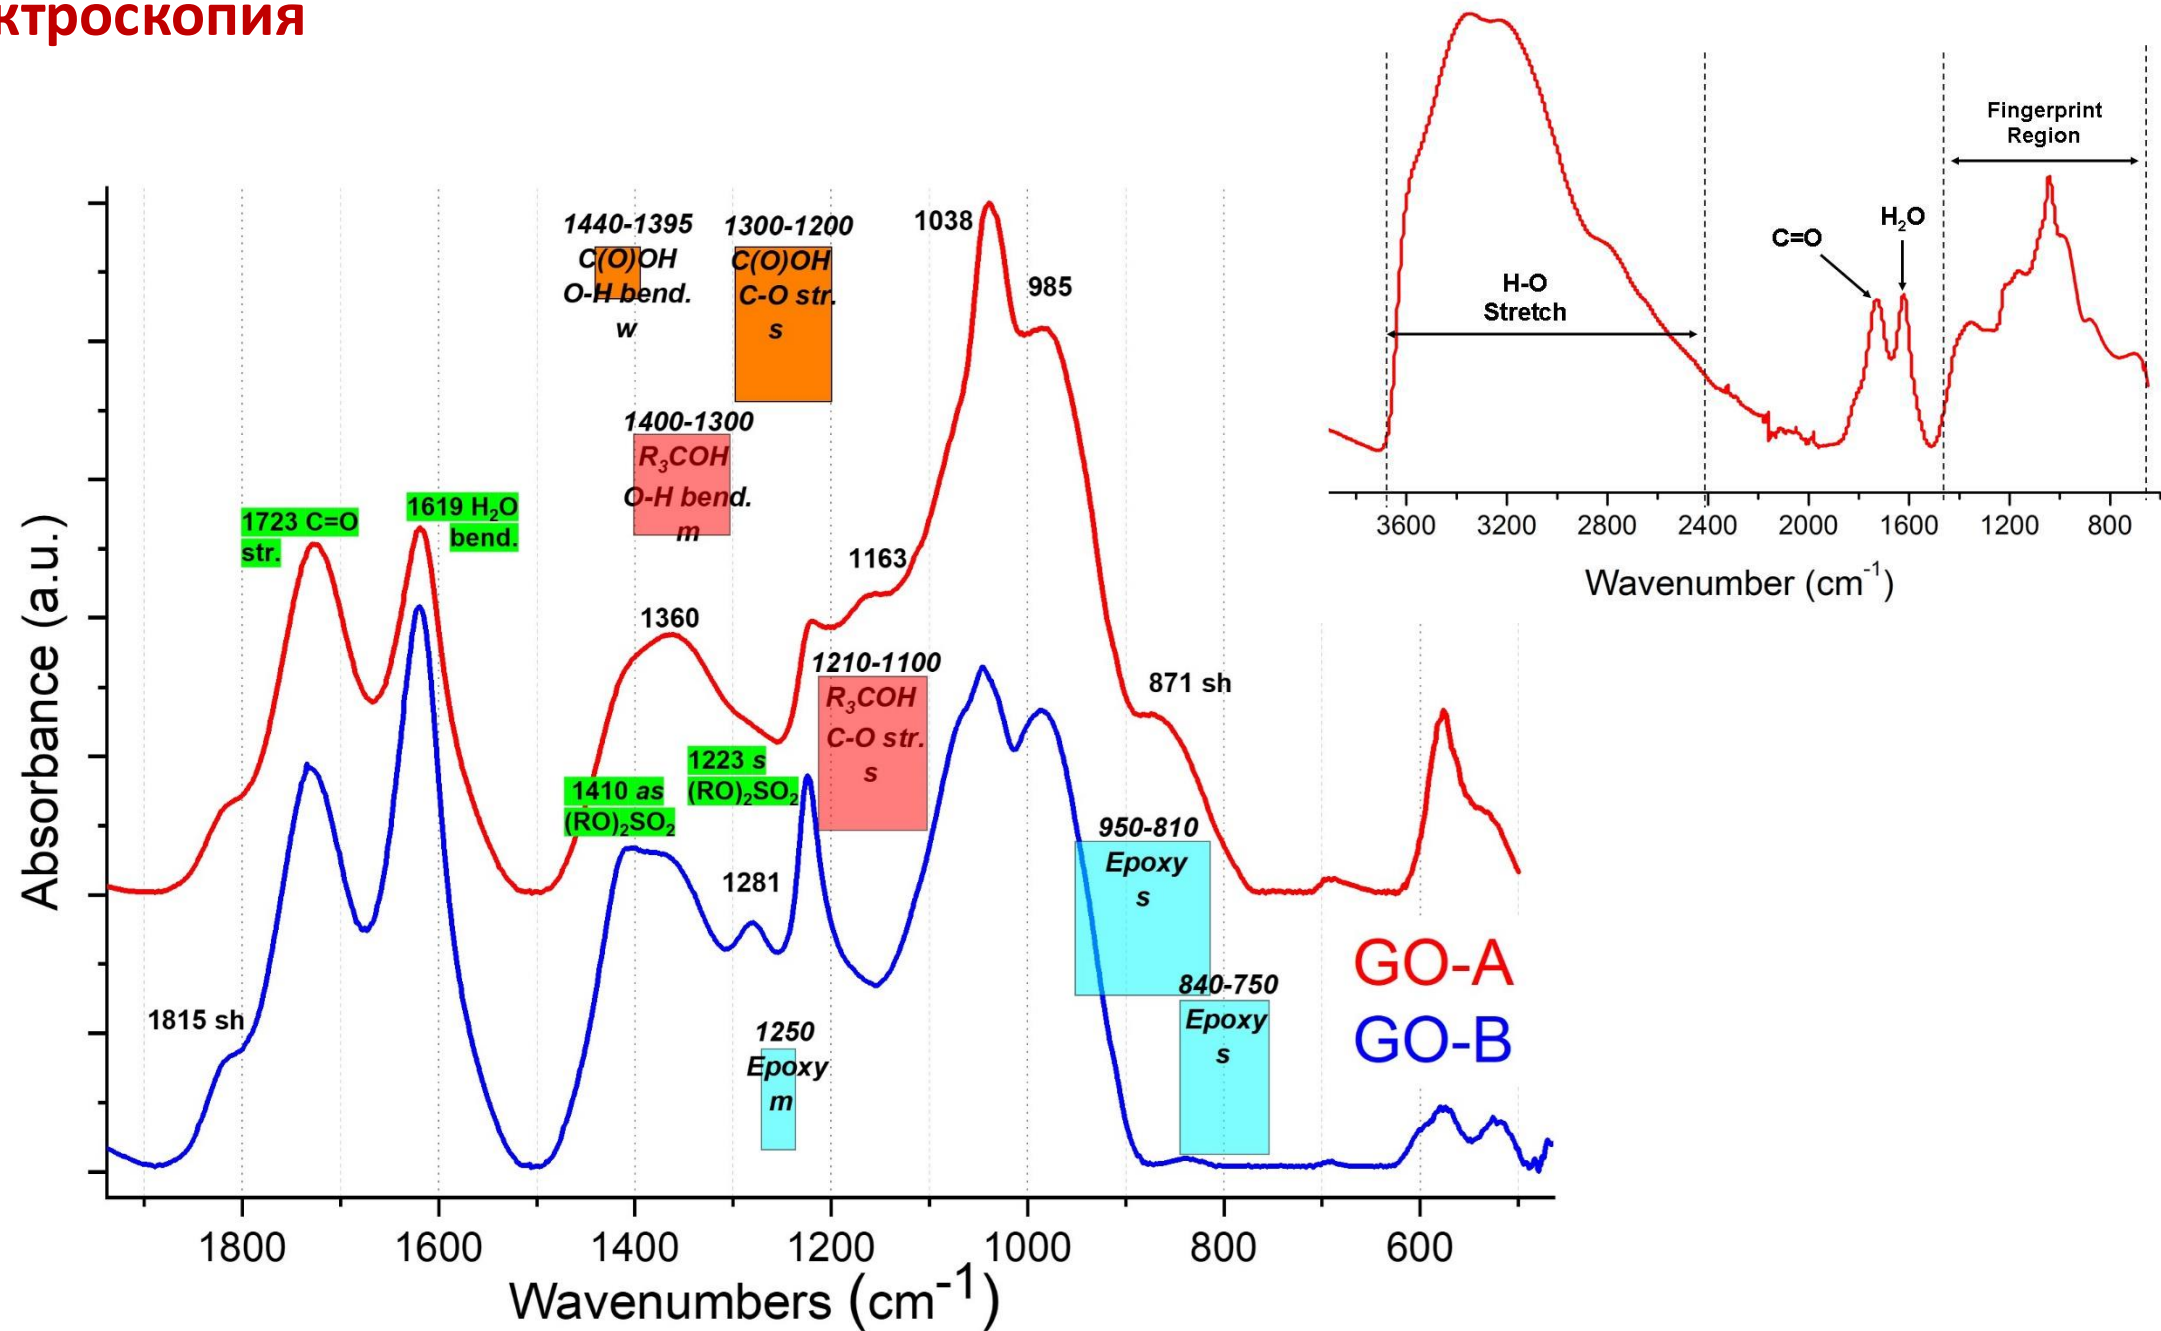 ктроскопия
Fingerprint
Region
H₂O
C=O
H-O
Stretch
3600 3200 2800 2400 2000 1600 1200 800
Wavenumber (cm⁻¹)
1440-1395
C(O)OH
O-H bend.
w
1300-1200
C(O)OH
C-O str.
s
1038
985
1400-1300
R₃COH
O-H bend.
m
1723 C=O
str.
1619 H₂O
bend.
1163
1360
1210-1100
R₃COH
C-O str.
s
871 sh
1410 as
(RO)₂SO₂
1223 s
(RO)₂SO₂
1281
950-810
Epoxy
s
840-750
Epoxy
s
1815 sh
1250
Epoxy
m
GO-A
GO-B
Absorbance (a.u.)
1800 1600 1400 1200 1000 800 600
Wavenumbers (cm⁻¹)